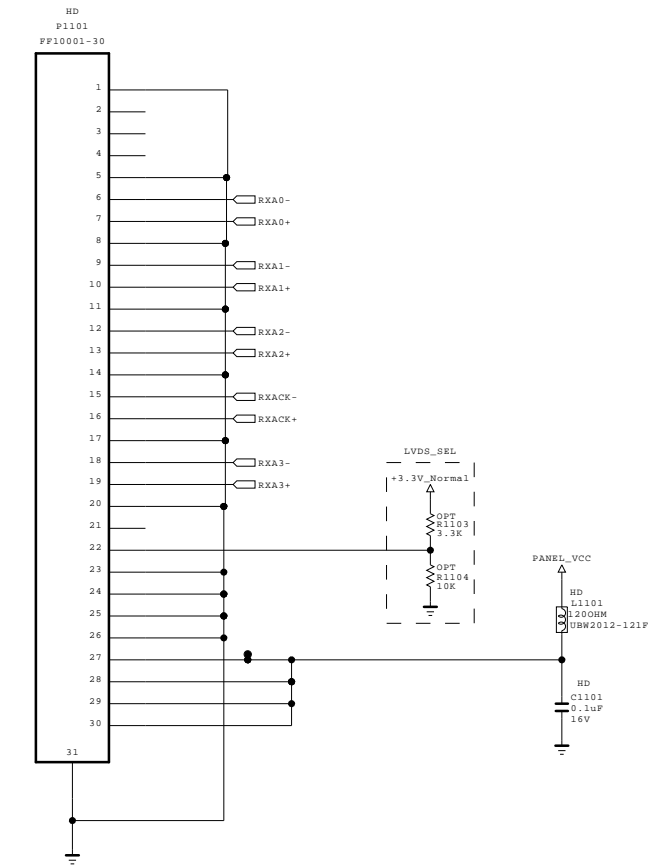 HD
P1101
FF10001-30
1
2
3
4
5
6
RXA0-
7
RXA0+
8
9
RXA1-
10
RXA1+
11
12
RXA2-
13
RXA2+
14
15
RXACK-
16
RXACK+
17
18
RXA3-
19
RXA3+
20
21
22
23
24
25
26
27
28
29
30
31
LVDS_SEL
+3.3V_Normal
OPT
R1103
3.3K
OPT
R1104
10K
PANEL_VCC
HD
L1101
120OHM
UBW2012-121F
HD
C1101
0.1uF
16V